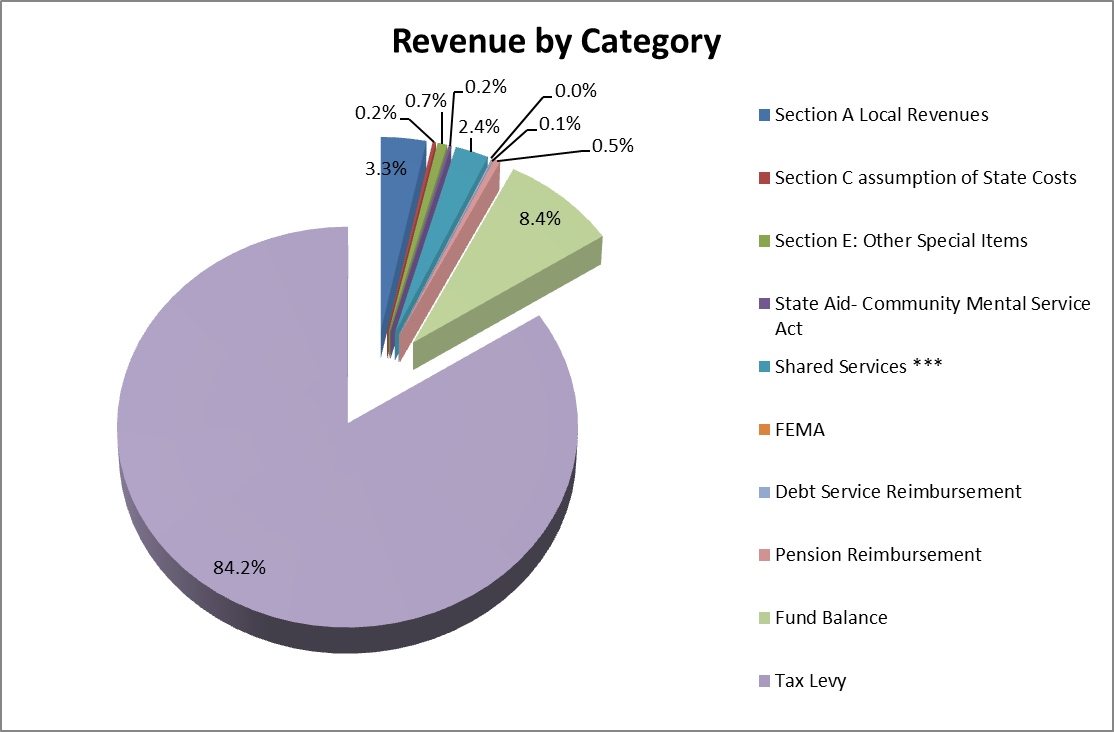 Revenue by Category
0.2%
0.7%
0.2%
0.0%
2.4%
0.1%
0.5%
3.3%
8.4%
84.2%
Section A Local Revenues
Section C assumption of State Costs
Section E: Other Special Items
State Aid- Community Mental Service
Act
Shared Services ***
FEMA
Debt Service Reimbursement
Pension Reimbursement
Fund Balance
Tax Levy